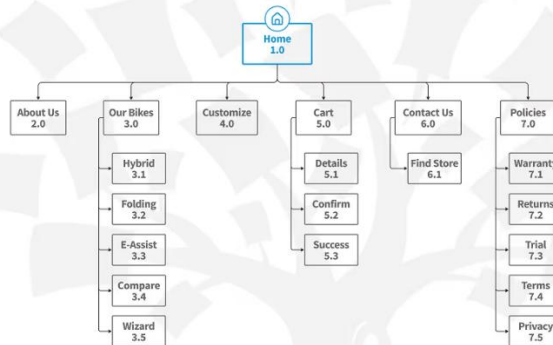 Home
1.0
About Us
2.0
Our Bikes
3.0
Customize
4.0
Cart
5.0
Contact Us
6.0
Policies
7.0
Hybrid
3.1
Folding
3.2
E-Assist
3.3
Compare
3.4
Wizard
3.5
Details
5.1
Confirm
5.2
Success
5.3
Find Store
6.1
Warranty
7.1
Returns
7.2
Trial
7.3
Terms
7.4
Privacy
7.5